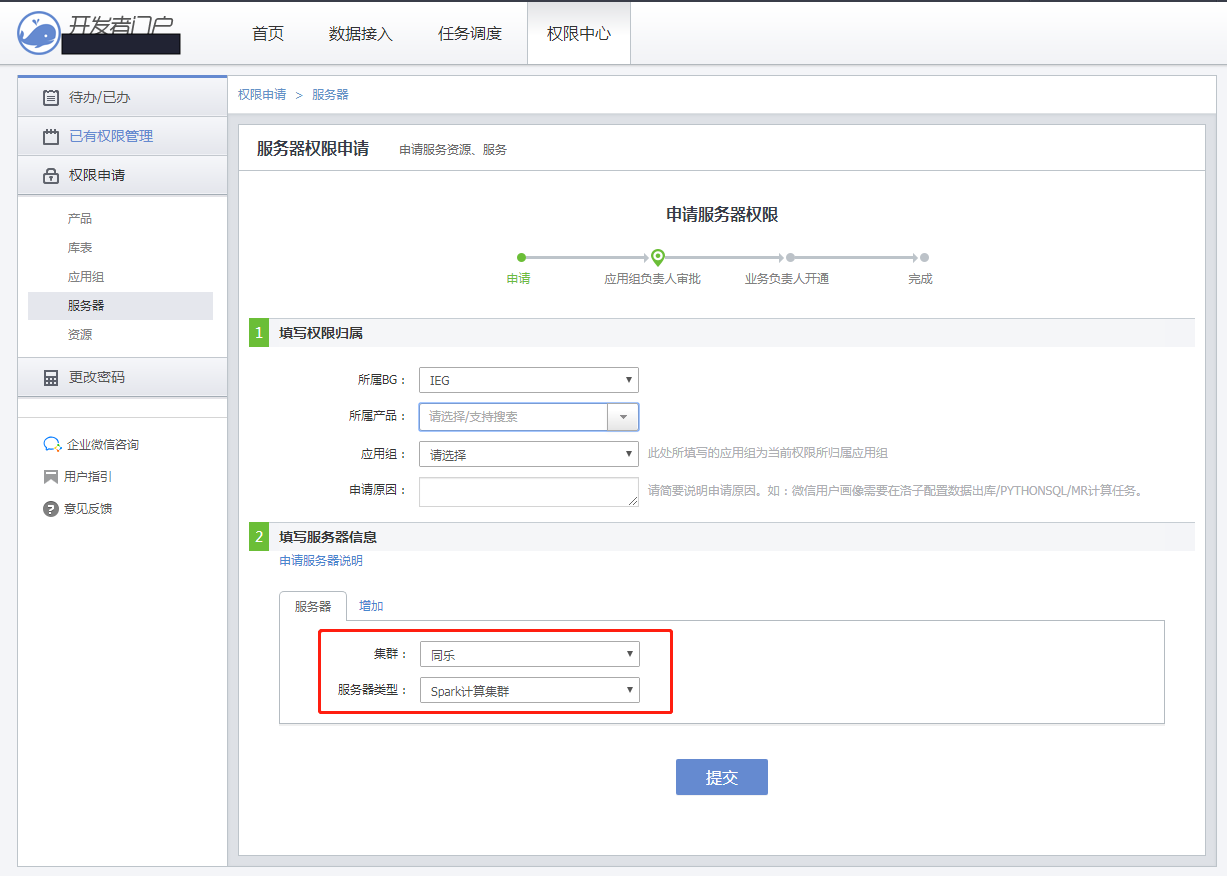 开发者门户
首页 数据接入 任务调度 权限中心
待办/已办
已有权限管理
权限申请
产品
库表
应用组
服务器
资源
更改密码
企业微信咨询
用户指引
意见反馈
权限申请 > 服务器
服务器权限申请 申请服务资源、服务
申请服务器权限
申请 应用组负责人审批 业务负责人开通 完成
1 填写权限归属
所属BG： IEG
所属产品： 请选择/支持搜索
应用组： 请选择 此处所填写的应用组为当前权限所归属应用组
申请原因： 请简要说明申请原因。如：微信用户画像需要在洛子配置数据出库/PYTHONSQL/MR计算任务。
2 填写服务器信息
申请服务器说明
服务器 增加
集群： 同乐
服务器类型： Spark计算集群
提交